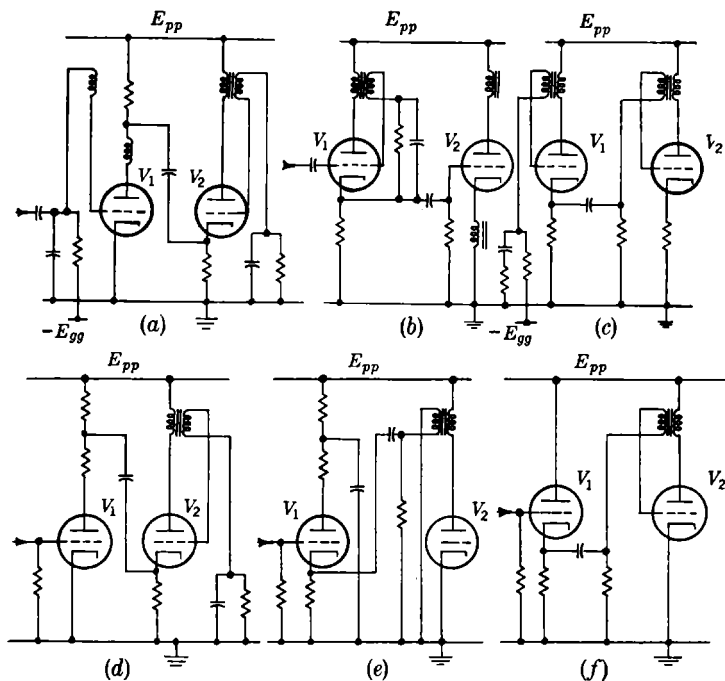 E_pp E_pp E_pp
V_1 V_2 V_1 V_2 V_1 V_2
-E_gg (a) (b) -E_gg (c)
E_pp E_pp E_pp
V_1 V_2 V_1 V_2 V_1 V_2
(d) (e) (f)